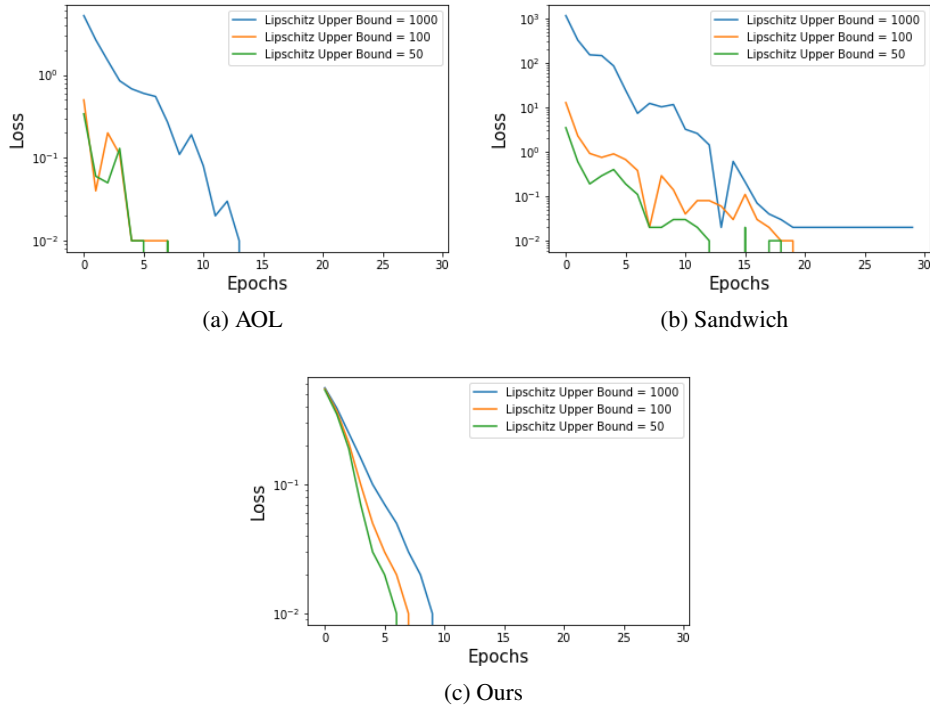 Lipschitz Upper Bound = 1000
Lipschitz Upper Bound = 100
Lipschitz Upper Bound = 50
10^0
10^-1
10^-2
Loss
0 5 10 15 20 25 30
Epochs
(a) AOL
Lipschitz Upper Bound = 1000
Lipschitz Upper Bound = 100
Lipschitz Upper Bound = 50
10^3
10^2
10^1
10^0
10^-1
10^-2
Loss
0 5 10 15 20 25 30
Epochs
(b) Sandwich
Lipschitz Upper Bound = 1000
Lipschitz Upper Bound = 100
Lipschitz Upper Bound = 50
10^-1
10^-2
Loss
0 5 10 15 20 25 30
Epochs
(c) Ours